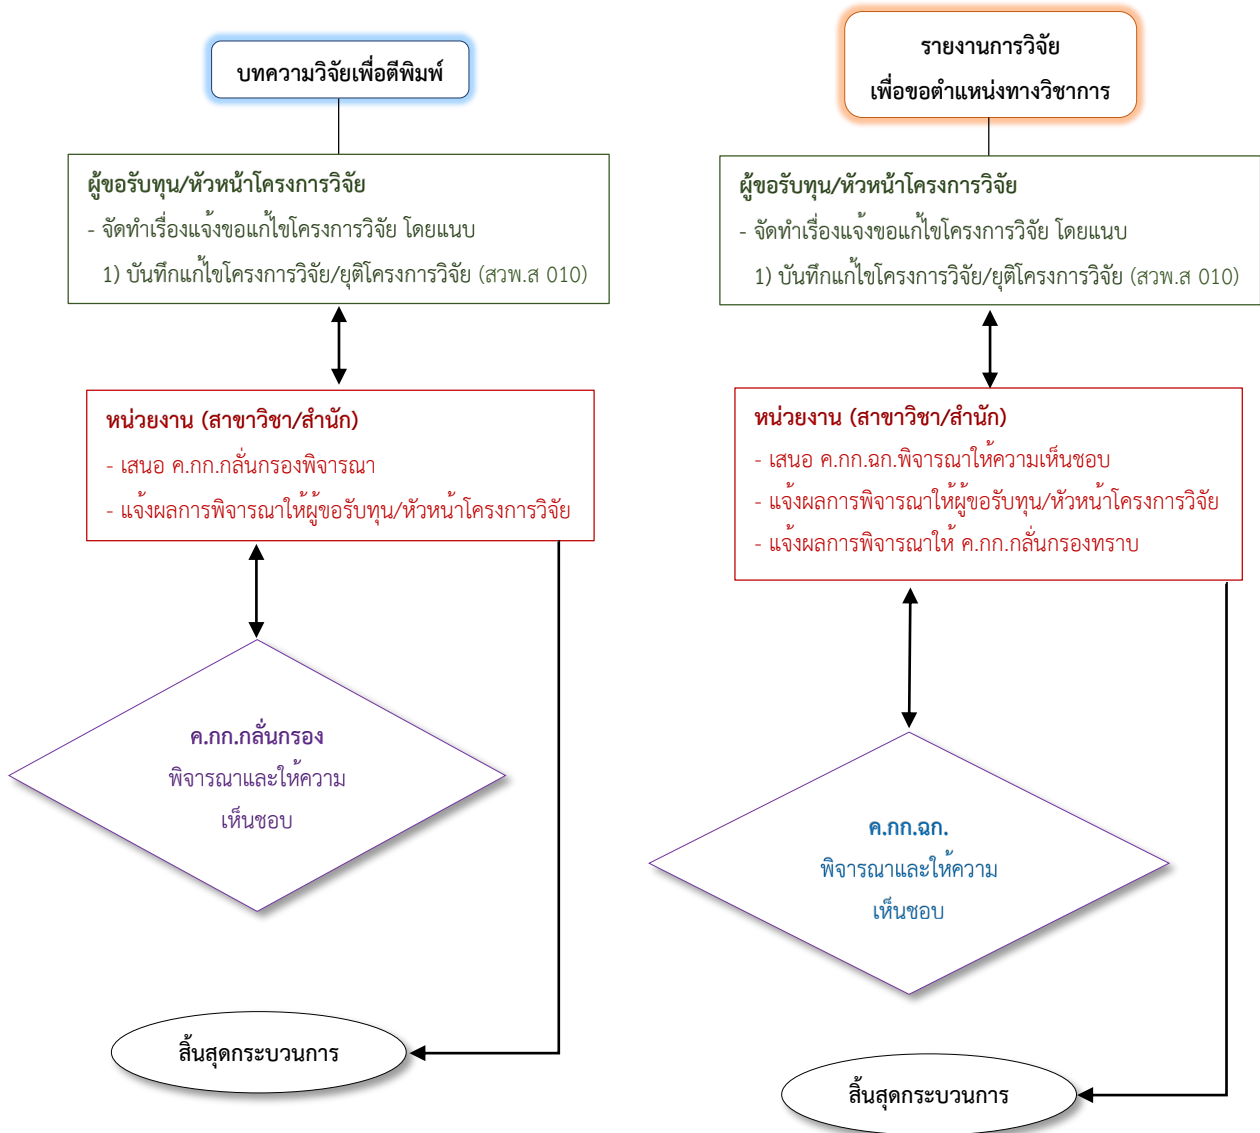 บทความวิจัยเพื่อตีพิมพ์
ผู้ขอรับทุน/หัวหน้าโครงการวิจัย
- จัดทำเรื่องแจ้งขอแก้ไขโครงการวิจัย โดยแนบ
1) บันทึกแก้ไขโครงการวิจัย/ยุติโครงการวิจัย (สวพ.ส 010)
หน่วยงาน (สาขาวิชา/สำนัก)
- เสนอ ค.กก.กลั่นกรองพิจารณา
- แจ้งผลการพิจารณาให้ผู้ขอรับทุน/หัวหน้าโครงการวิจัย
ค.กก.กลั่นกรอง
พิจารณาและให้ความ
เห็นชอบ
สิ้นสุดกระบวนการ
รายงานการวิจัย
เพื่อขอตำแหน่งทางวิชาการ
ผู้ขอรับทุน/หัวหน้าโครงการวิจัย
- จัดทำเรื่องแจ้งขอแก้ไขโครงการวิจัย โดยแนบ
1) บันทึกแก้ไขโครงการวิจัย/ยุติโครงการวิจัย (สวพ.ส 010)
หน่วยงาน (สาขาวิชา/สำนัก)
- เสนอ ค.กก.ฉก.พิจารณาให้ความเห็นชอบ
- แจ้งผลการพิจารณาให้ผู้ขอรับทุน/หัวหน้าโครงการวิจัย
- แจ้งผลการพิจารณาให้ ค.กก.กลั่นกรองทราบ
ค.กก.ฉก.
พิจารณาและให้ความ
เห็นชอบ
สิ้นสุดกระบวนการ